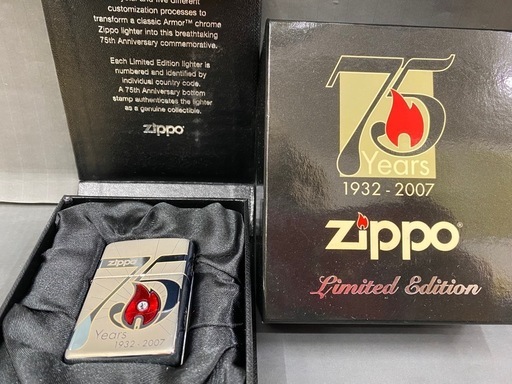 customization processes to
transform a classic Armor™ chrome
Zippo lighter into this breathtaking
75th Anniversary commemorative.
Each Limited Edition lighter is
numbered and identified by
individual country code.
A 75th Anniversary bottom
stamp authenticates the lighter
as a genuine collectible.
zippo
zippo
75
Years
1932 - 2007
75
Years
1932 - 2007
zippo®
Limited Edition